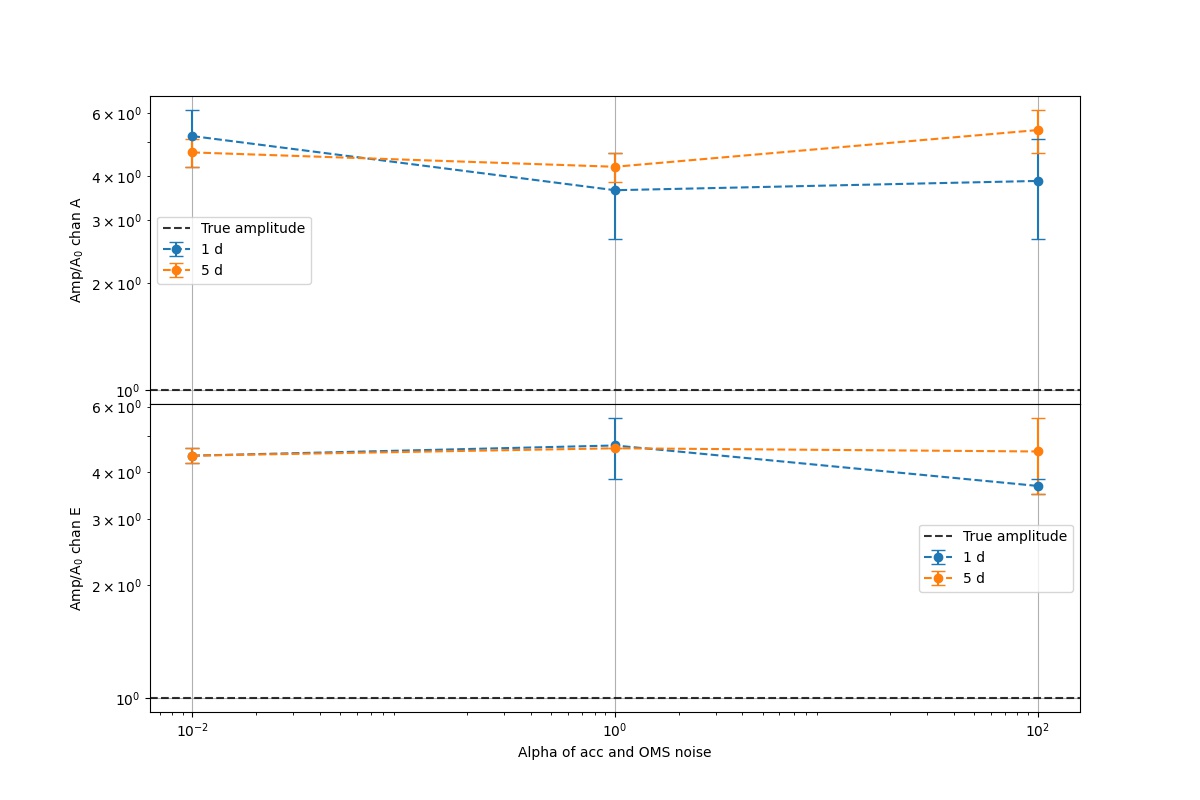 6 × 10⁰
4 × 10⁰
3 × 10⁰
2 × 10⁰
10⁰
Amp/A₀ chan A
True amplitude
1 d
5 d
6 × 10⁰
4 × 10⁰
3 × 10⁰
2 × 10⁰
10⁰
Amp/A₀ chan E
True amplitude
1 d
5 d
10⁻² 10⁰ 10²
Alpha of acc and OMS noise